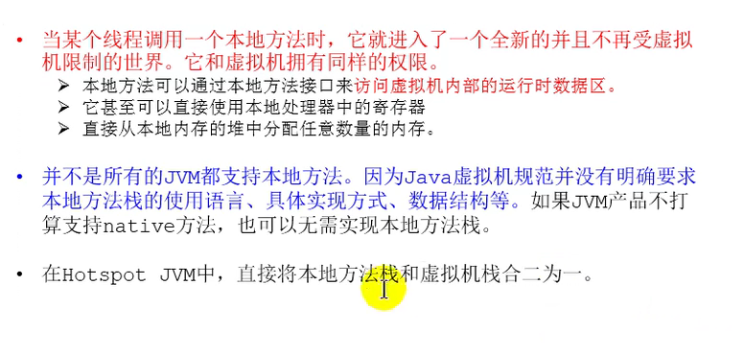 • 当某个线程调用一个本地方法时，它就进入了一个全新的并且不再受虚拟
机限制的世界。它和虚拟机拥有同样的权限。
➢ 本地方法可以通过本地方法接口来访问虚拟机内部的运行时数据区。
➢ 它甚至可以直接使用本地处理器中的寄存器
➢ 直接从本地内存的堆中分配任意数量的内存。
• 并不是所有的JVM都支持本地方法。因为Java虚拟机规范并没有明确要求
本地方法栈的使用语言、具体实现方式、数据结构等。如果JVM产品不打
算支持native方法，也可以无需实现本地方法栈。
• 在Hotspot JVM中，直接将本地方法栈和虚拟机栈合二为一。